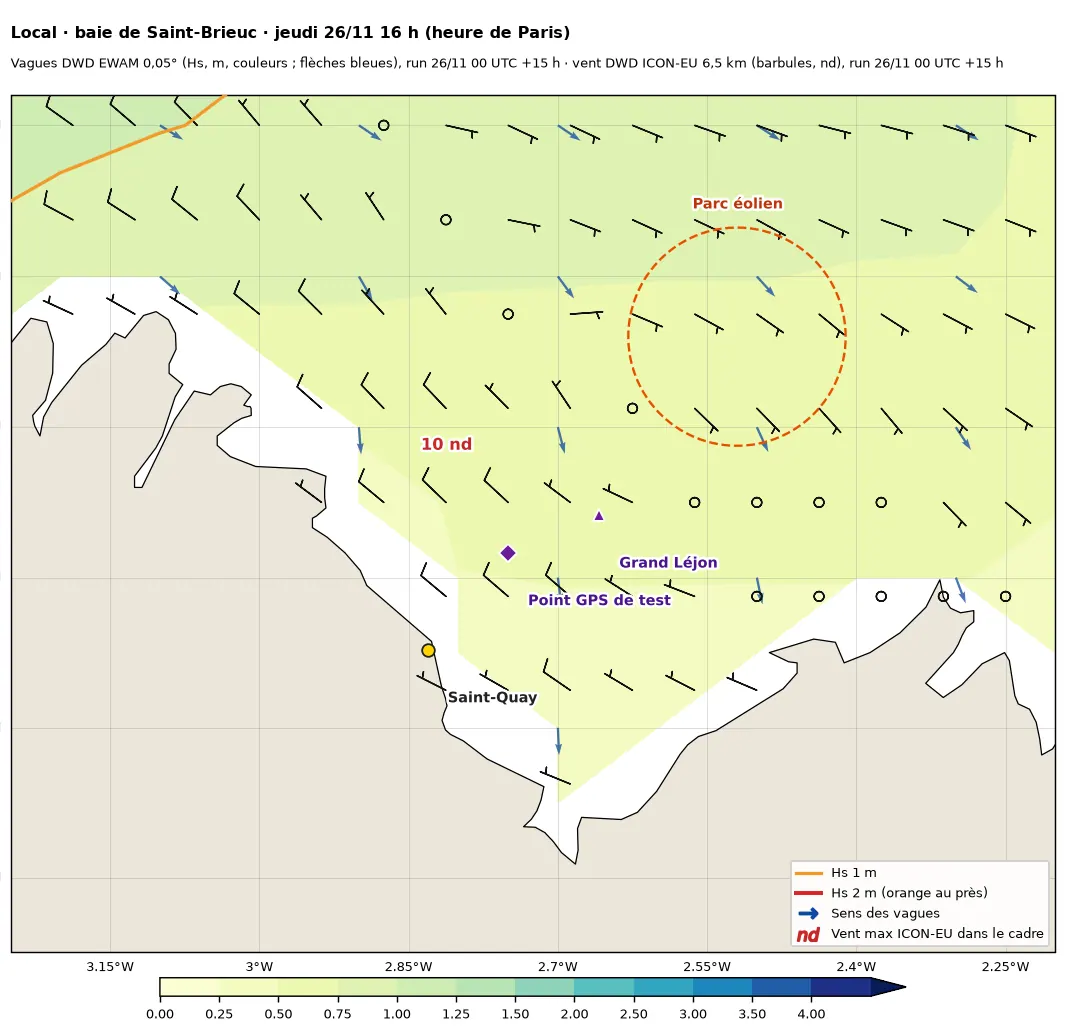 Local · baie de Saint-Brieuc · jeudi 26/11 16 h (heure de Paris)
Vagues DWD EWAM 0,05° (Hs, m, couleurs ; flèches bleues), run 26/11 00 UTC +15 h · vent DWD ICON-EU 6,5 km (barbules, nd), run 26/11 00 UTC +15 h
Parc éolien
10 nd
Grand Léjon
Point GPS de test
Saint-Quay
Hs 1 m
Hs 2 m (orange au près)
Sens des vagues
nd Vent max ICON-EU dans le cadre
3.15°W 3°W 2.85°W 2.7°W 2.55°W 2.4°W 2.25°W
0.00 0.25 0.50 0.75 1.00 1.25 1.50 2.00 2.50 3.00 3.50 4.00